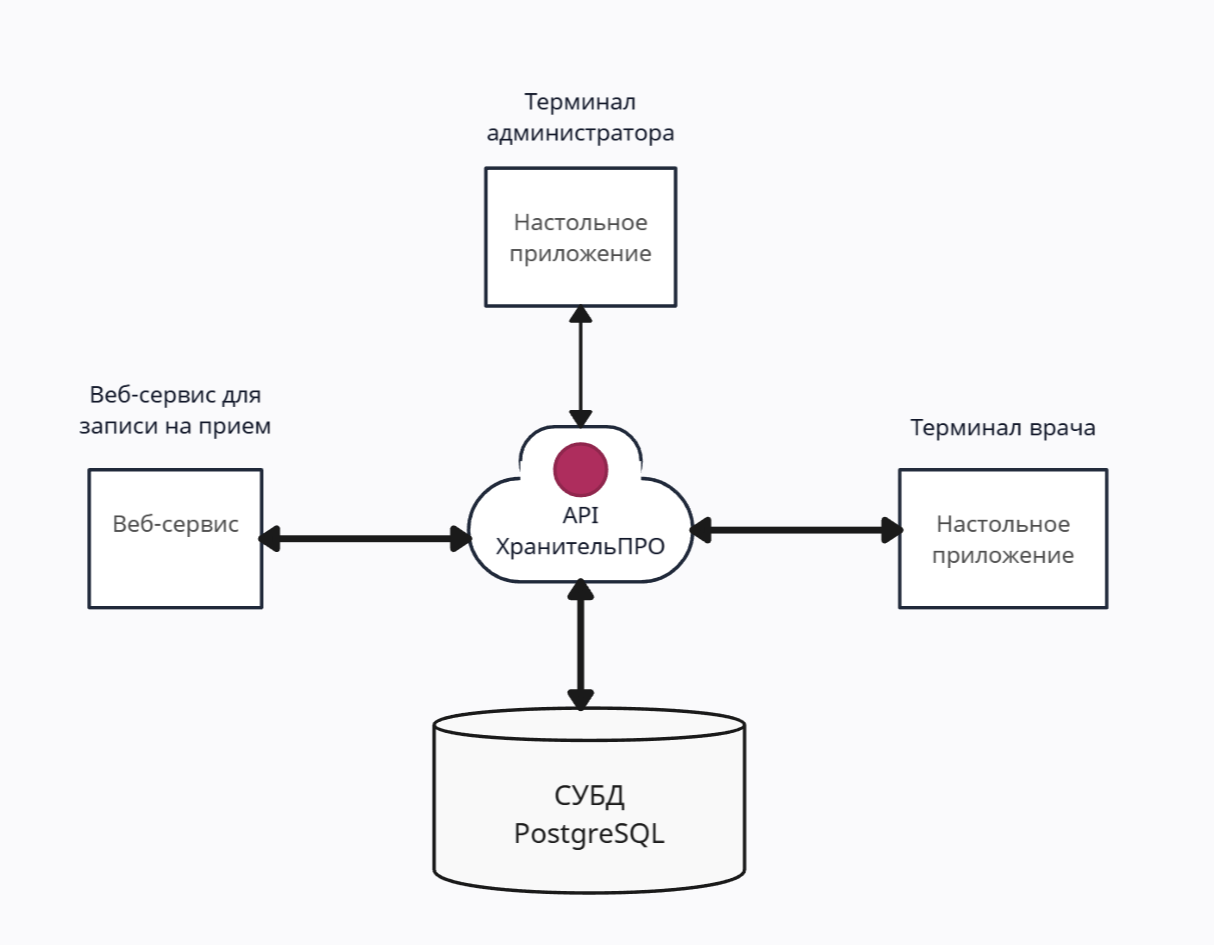 Терминал
администратора
Настольное
приложение
Веб-сервис для
записи на прием
Веб-сервис
API
ХранительПРО
Терминал врача
Настольное
приложение
СУБД
PostgreSQL